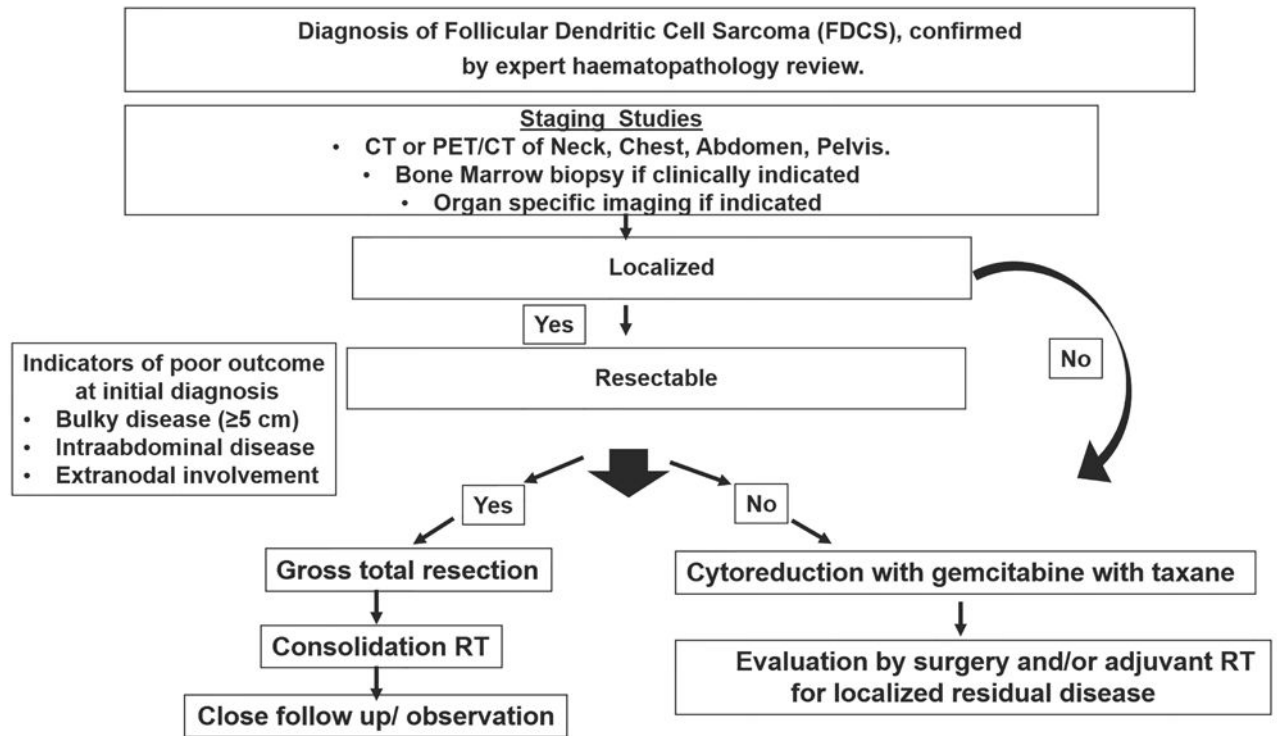 Diagnosis of Follicular Dendritic Cell Sarcoma (FDCS), confirmed
by expert haematopathology review.
Staging Studies
• CT or PET/CT of Neck, Chest, Abdomen, Pelvis.
• Bone Marrow biopsy if clinically indicated
• Organ specific imaging if indicated
Localized
Yes
No
Indicators of poor outcome
at initial diagnosis
• Bulky disease (≥5 cm)
• Intraabdominal disease
• Extranodal involvement
Resectable
Yes
No
Gross total resection
Cytoreduction with gemcitabine with taxane
Consolidation RT
Evaluation by surgery and/or adjuvant RT
for localized residual disease
Close follow up/ observation